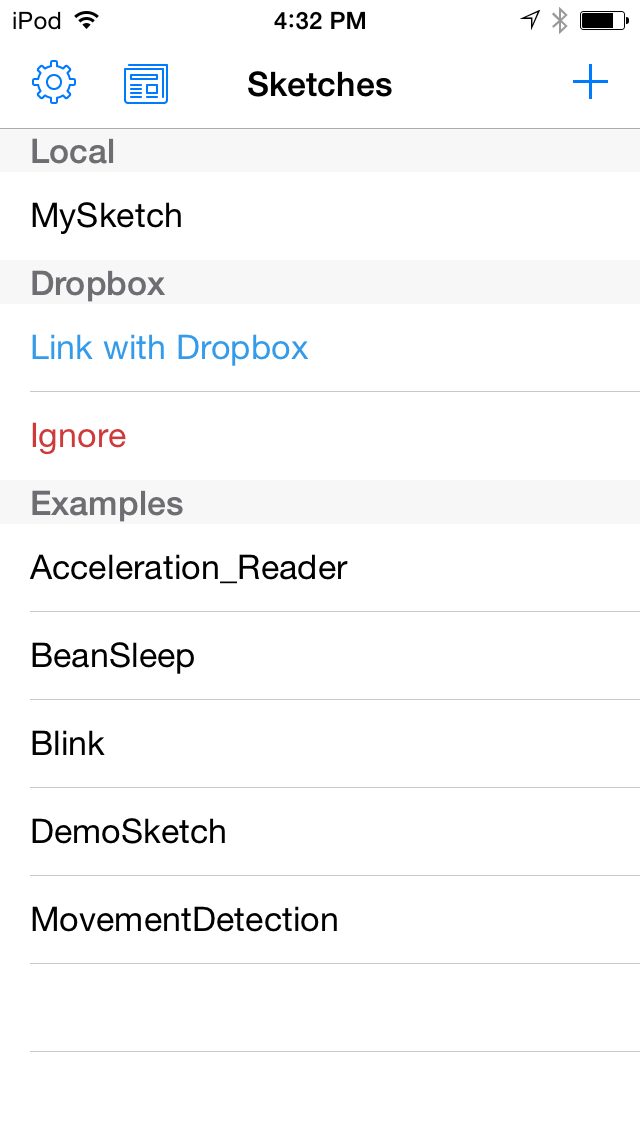 iPod 4:32 PM
Sketches
Local
MySketch
Dropbox
Link with Dropbox
Ignore
Examples
Acceleration_Reader
BeanSleep
Blink
DemoSketch
MovementDetection